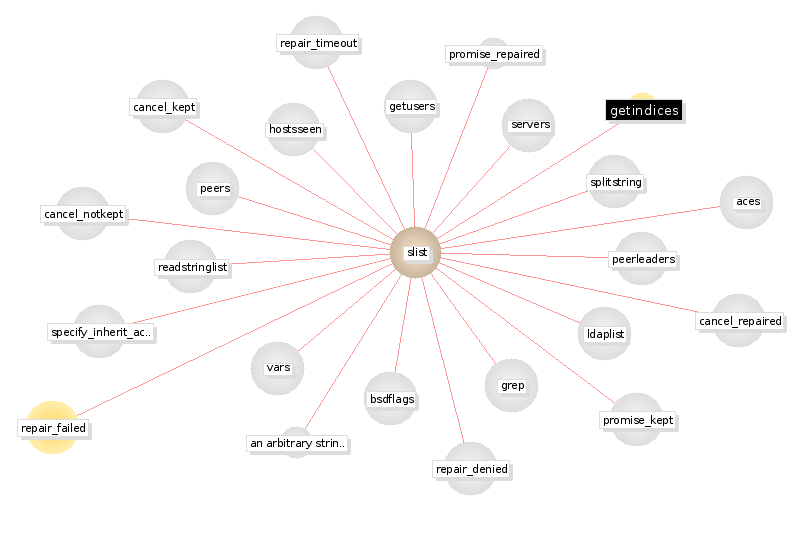 repair_timeout
promise_repaired
cancel_kept
getusers
getindices
hostsseen
servers
splitstring
peers
aces
cancel_notkept
slist
readstringlist
peerleaders
specify_inherit_ac..
cancel_repaired
ldaplist
vars
grep
bsdflags
promise_kept
repair_failed
an arbitrary strin..
repair_denied